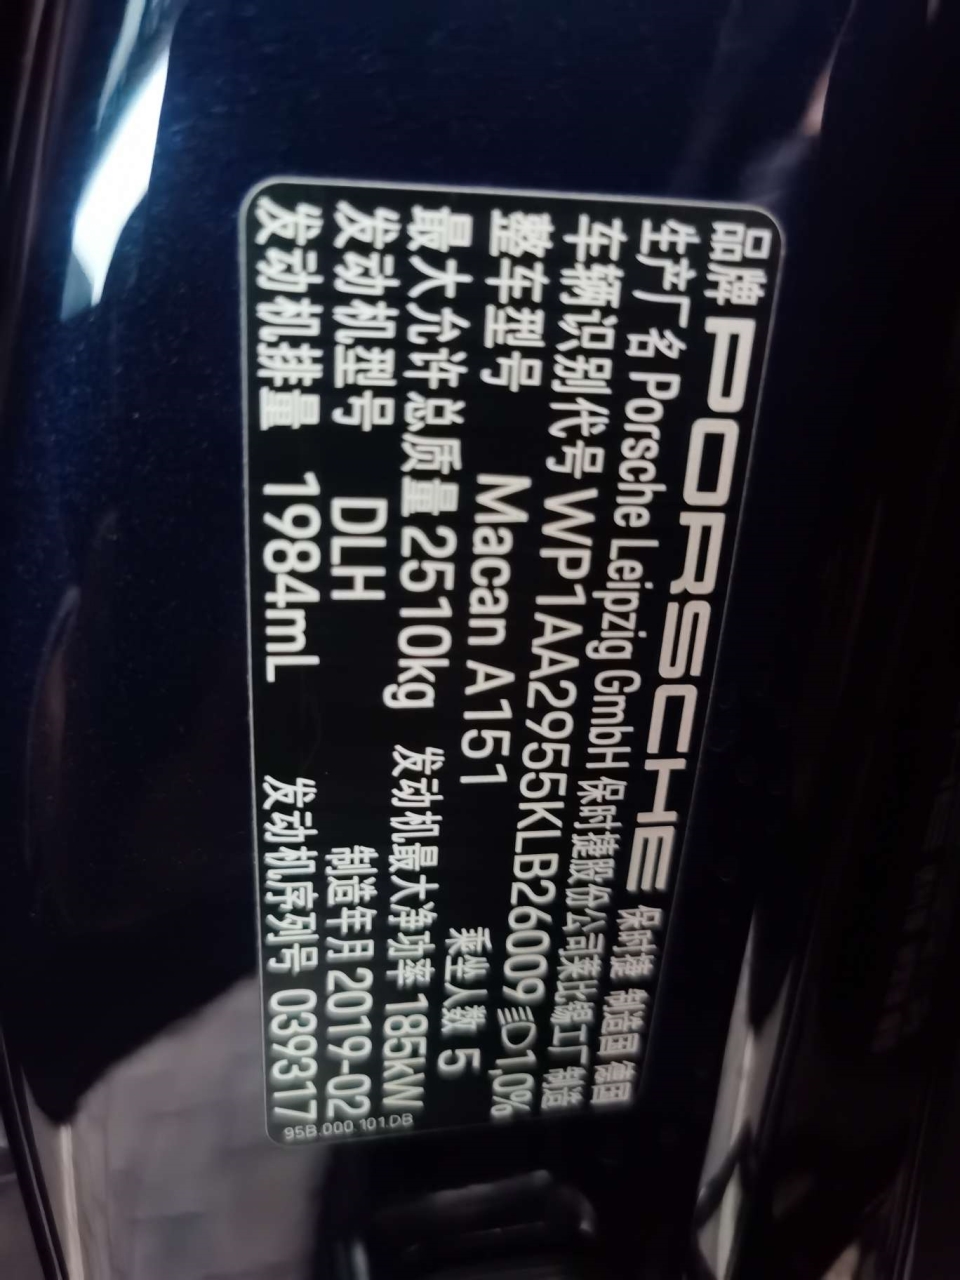 品牌 PORSCHE 保时捷 制造国 德国
生产厂名 Porsche Leipzig GmbH 保时捷股份公司莱比锡工厂 制造
车辆识别代号 WP1AA2955KLB26009 1,0%
整车型号 Macan A151 乘坐人数 5
最大允许总质量 2510kg 发动机最大净功率 185kW
发动机型号 DLH 制造年月 2019-02
发动机排量 1984mL 发动机序列号 039317
95B.000.101.DB